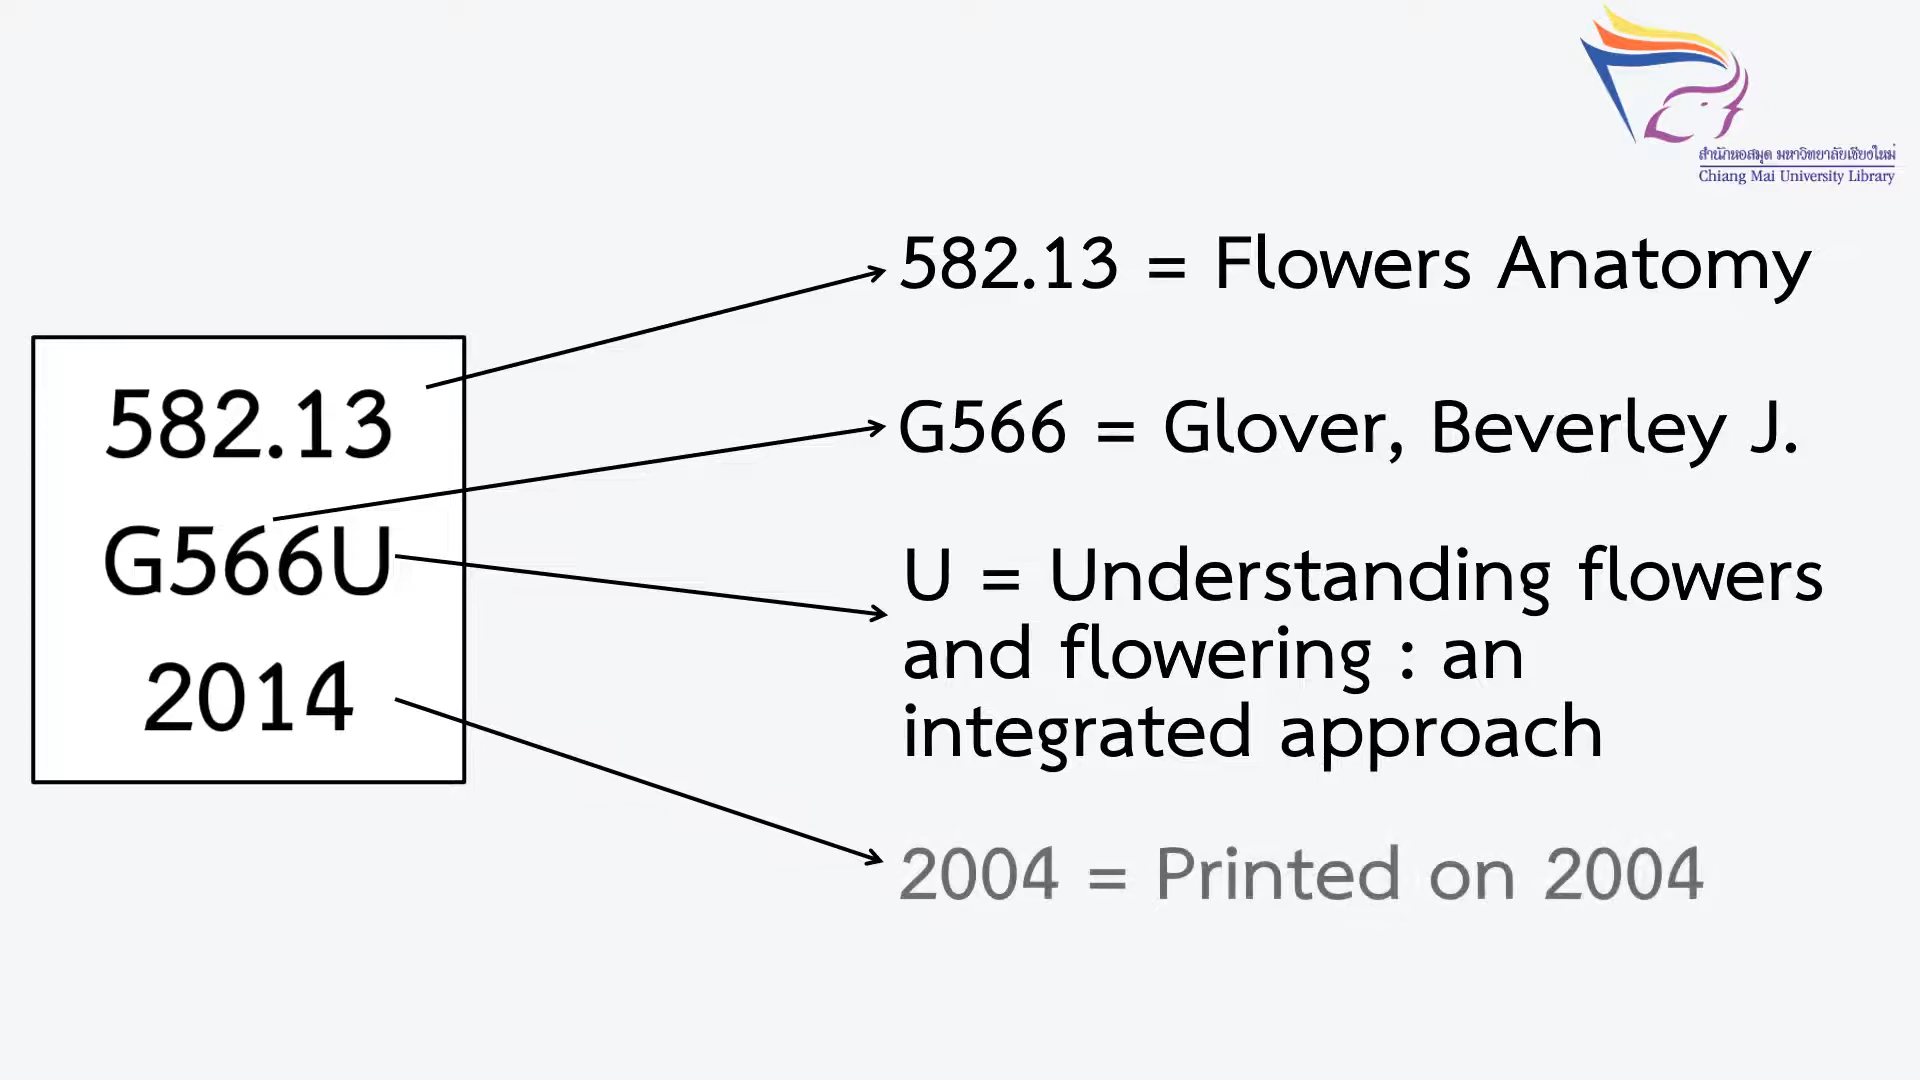 สำนักหอสมุด มหาวิทยาลัยเชียงใหม่
Chiang Mai University Library
582.13
G566U
2014
582.13 = Flowers Anatomy
G566 = Glover, Beverley J.
U = Understanding flowers
and flowering : an
integrated approach
2004 = Printed on 2004